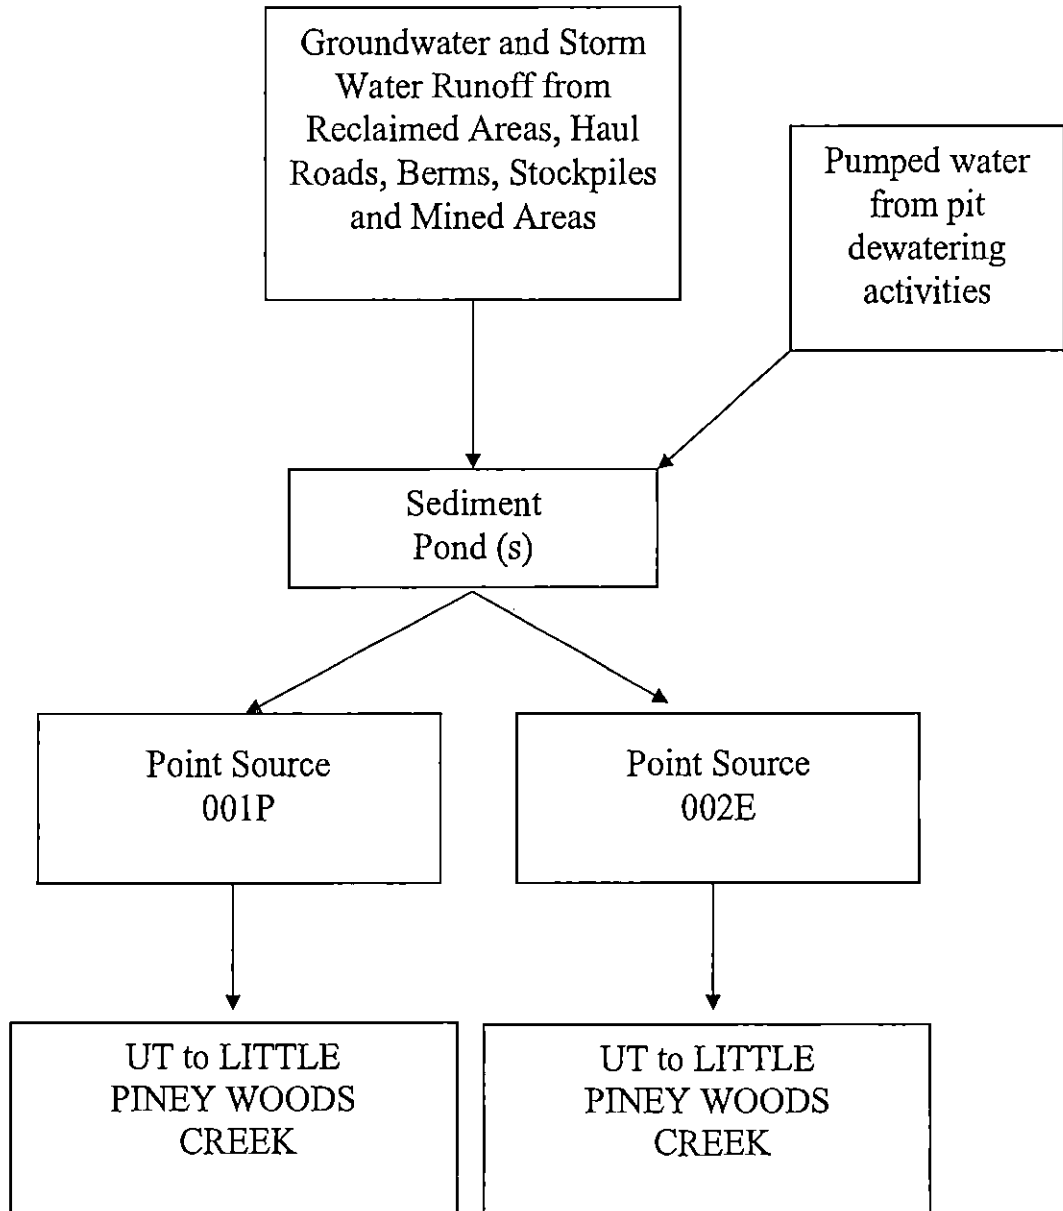 Groundwater and Storm
Water Runoff from
Reclaimed Areas, Haul
Roads, Berms, Stockpiles
and Mined Areas
Pumped water
from pit
dewatering
activities
Sediment
Pond (s)
Point Source
001P
Point Source
002E
UT to LITTLE
PINEY WOODS
CREEK
UT to LITTLE
PINEY WOODS
CREEK